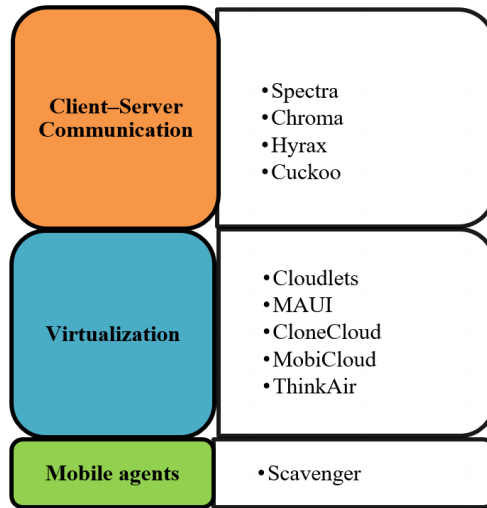 Client–Server
Communication
•Spectra
•Chroma
•Hyrax
•Cuckoo
Virtualization
•Cloudlets
•MAUI
•CloneCloud
•MobiCloud
•ThinkAir
Mobile agents
•Scavenger